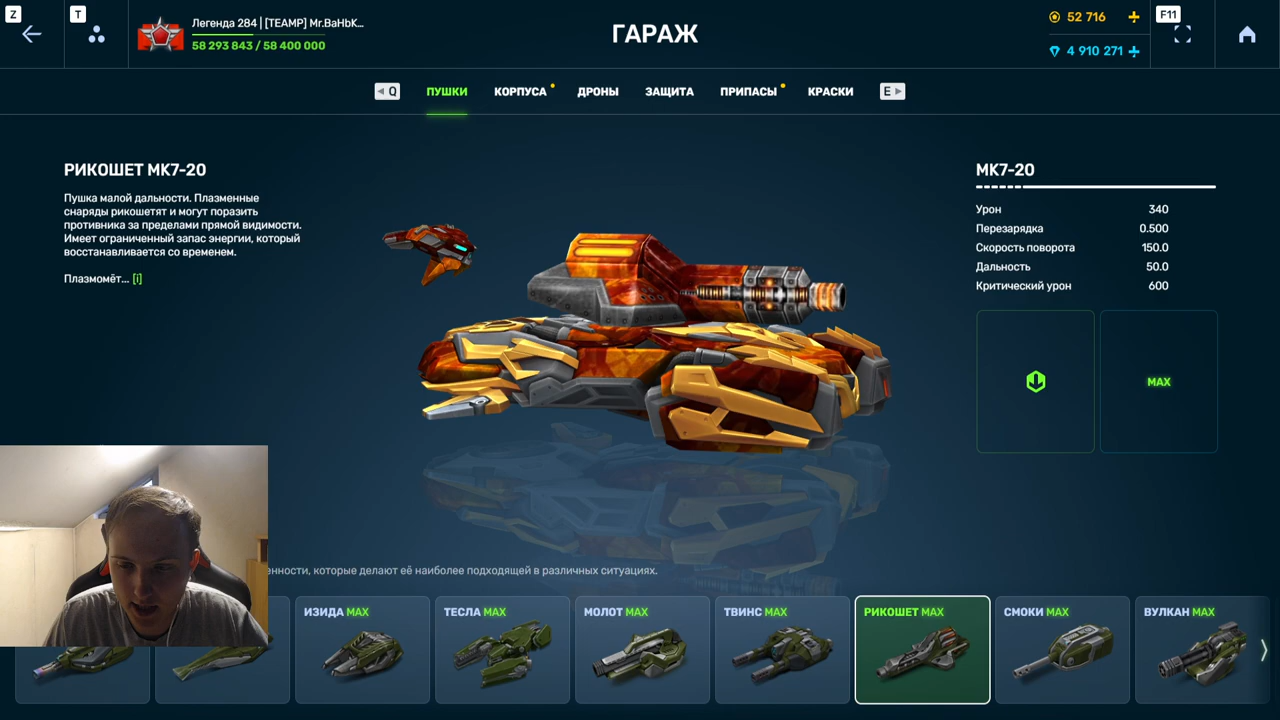 Z
T
Легенда 284 | [TEAMP] Mr.BaHbK...
58 293 843 / 58 400 000
ГАРАЖ
52 716
4 910 271
F11
Q
ПУШКИ
КОРПУСА
ДРОНЫ
ЗАЩИТА
ПРИПАСЫ
КРАСКИ
E
РИКОШЕТ МК7-20
Пушка малой дальности. Плазменные
снаряды рикошетят и могут поразить
противника за пределами прямой видимости.
Имеет ограниченный запас энергии, который
восстанавливается со временем.
Плазмомёт... [i]
МК7-20
Урон 340
Перезарядка 0.500
Скорость поворота 150.0
Дальность 50.0
Критический урон 600
MAX
енности, которые делают её наиболее подходящей в различных ситуациях.
ИЗИДА MAX
ТЕСЛА MAX
МОЛОТ MAX
ТВИНС MAX
РИКОШЕТ MAX
СМОКИ MAX
ВУЛКАН MAX